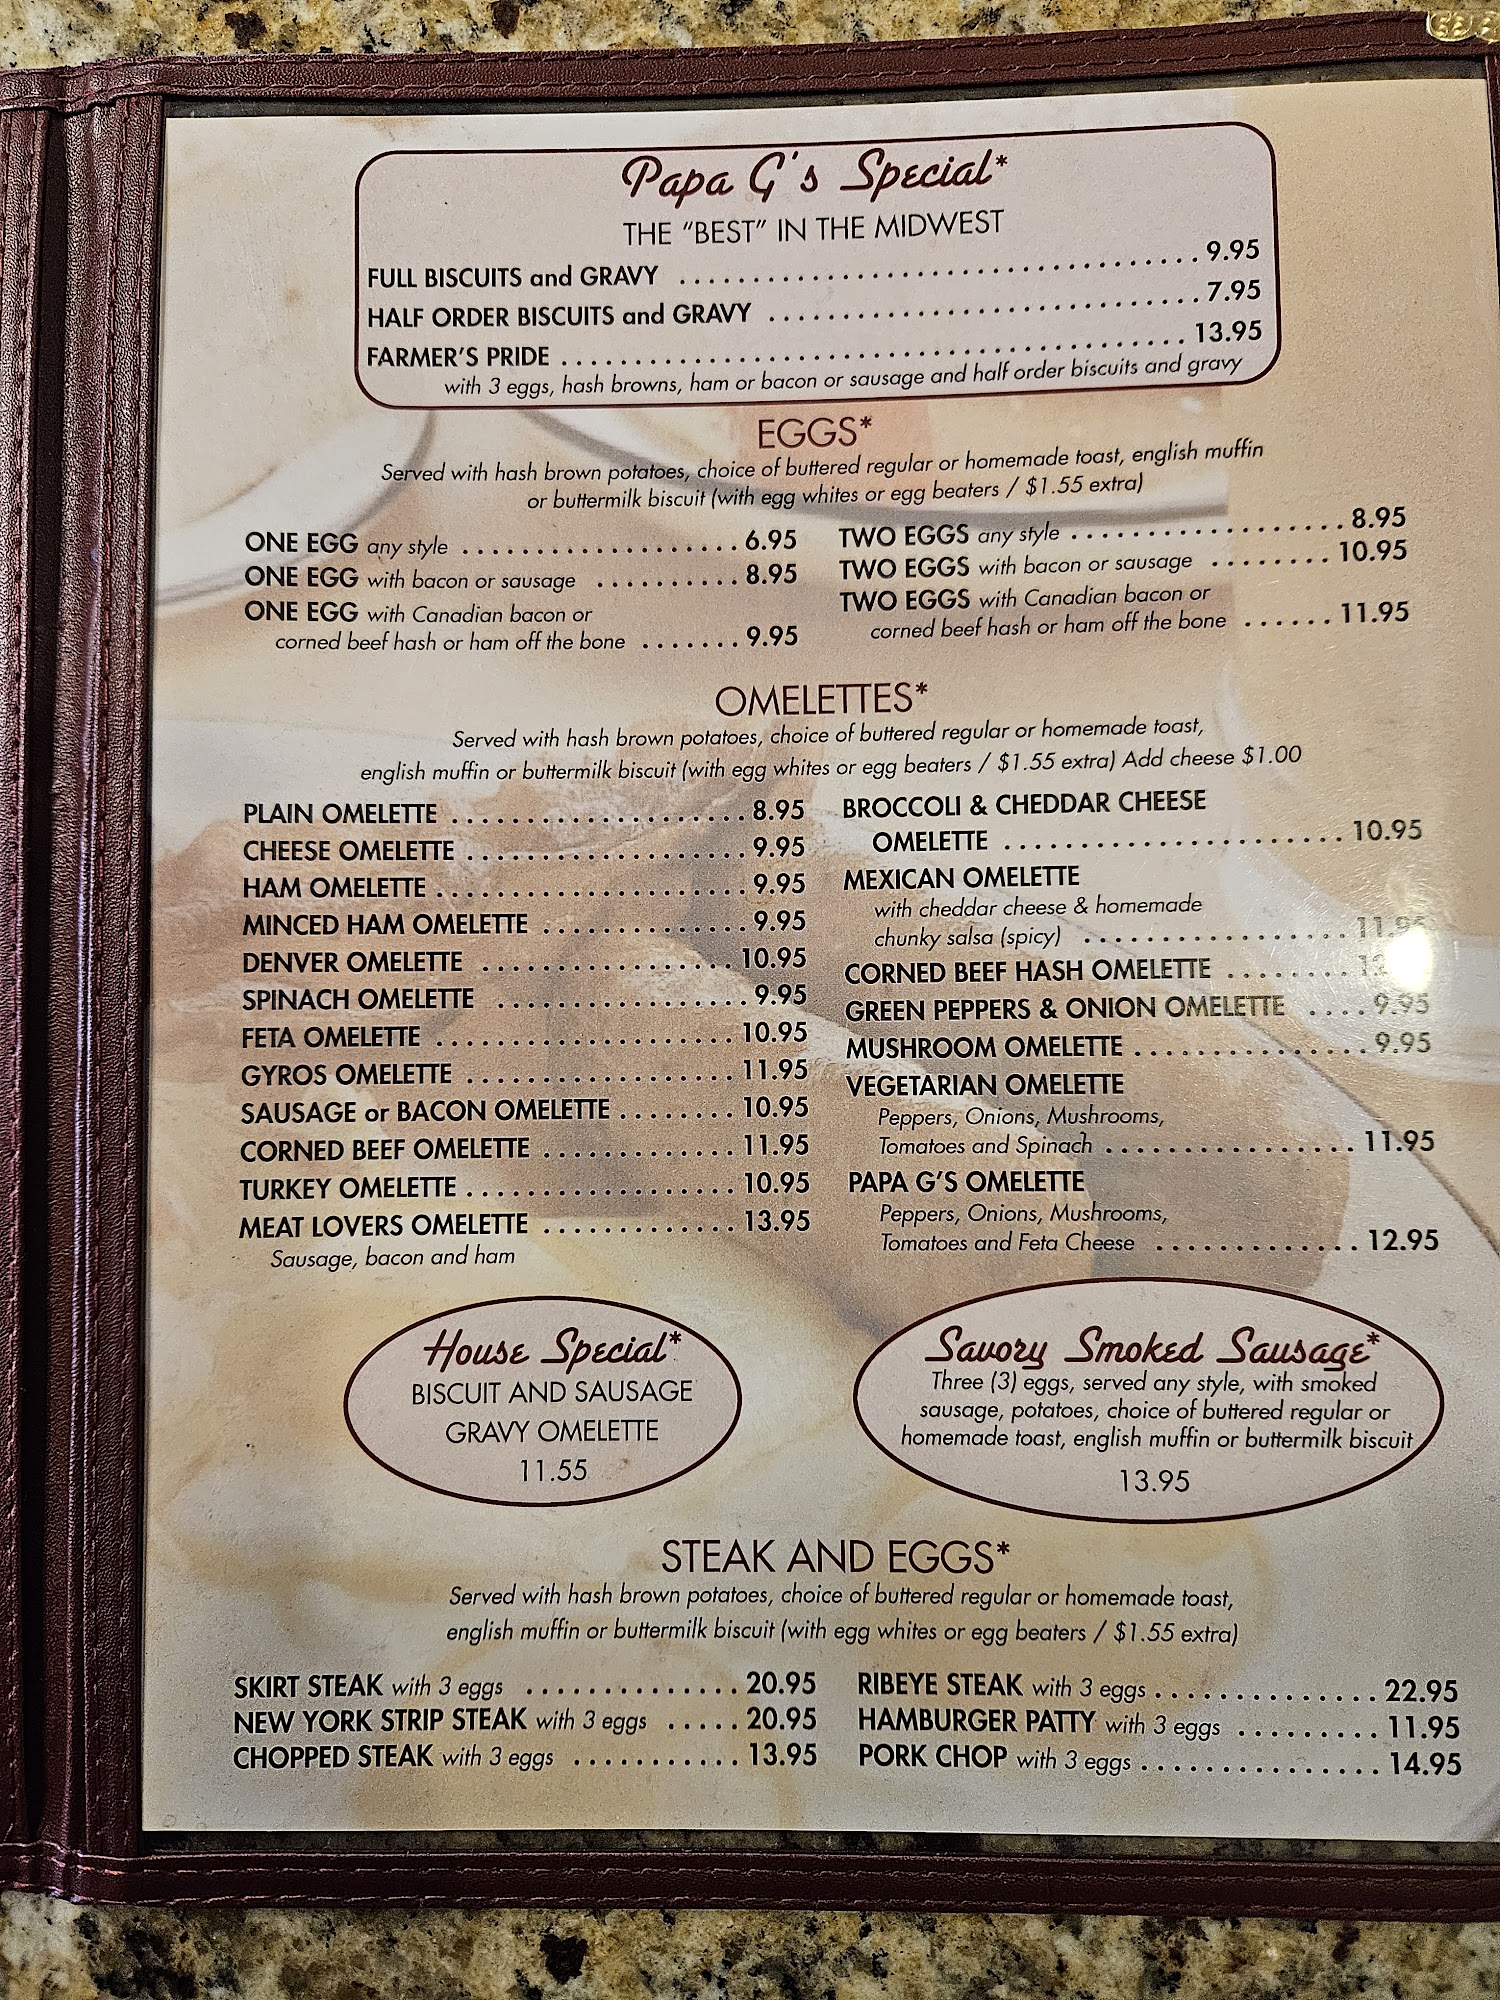 Papa G's Special*
THE "BEST" IN THE MIDWEST
FULL BISCUITS and GRAVY 9.95
HALF ORDER BISCUITS and GRAVY 7.95
FARMER'S PRIDE 13.95
with 3 eggs, hash browns, ham or bacon or sausage and half order biscuits and gravy
EGGS*
Served with hash brown potatoes, choice of buttered regular or homemade toast, english muffin
or buttermilk biscuit (with egg whites or egg beaters / $1.55 extra)
ONE EGG any style 6.95
ONE EGG with bacon or sausage 8.95
ONE EGG with Canadian bacon or
corned beef hash or ham off the bone 9.95
TWO EGGS any style 8.95
TWO EGGS with bacon or sausage 10.95
TWO EGGS with Canadian bacon or
corned beef hash or ham off the bone 11.95
OMELETTES*
Served with hash brown potatoes, choice of buttered regular or homemade toast,
english muffin or buttermilk biscuit (with egg whites or egg beaters / $1.55 extra) Add cheese $1.00
PLAIN OMELETTE 8.95
CHEESE OMELETTE 9.95
HAM OMELETTE 9.95
MINCED HAM OMELETTE 9.95
DENVER OMELETTE 10.95
SPINACH OMELETTE 9.95
FETA OMELETTE 10.95
GYROS OMELETTE 11.95
SAUSAGE or BACON OMELETTE 10.95
CORNED BEEF OMELETTE 11.95
TURKEY OMELETTE 10.95
MEAT LOVERS OMELETTE 13.95
Sausage, bacon and ham
BROCCOLI & CHEDDAR CHEESE
OMELETTE 10.95
MEXICAN OMELETTE
with cheddar cheese & homemade
chunky salsa (spicy) 11.95
CORNED BEEF HASH OMELETTE
GREEN PEPPERS & ONION OMELETTE 9.95
MUSHROOM OMELETTE 9.95
VEGETARIAN OMELETTE
Peppers, Onions, Mushrooms,
Tomatoes and Spinach 11.95
PAPA G'S OMELETTE
Peppers, Onions, Mushrooms,
Tomatoes and Feta Cheese 12.95
House Special*
BISCUIT AND SAUSAGE
GRAVY OMELETTE
11.55
Savory Smoked Sausage*
Three (3) eggs, served any style, with smoked
sausage, potatoes, choice of buttered regular or
homemade toast, english muffin or buttermilk biscuit
13.95
STEAK AND EGGS*
Served with hash brown potatoes, choice of buttered regular or homemade toast,
english muffin or buttermilk biscuit (with egg whites or egg beaters / $1.55 extra)
SKIRT STEAK with 3 eggs 20.95
NEW YORK STRIP STEAK with 3 eggs 20.95
CHOPPED STEAK with 3 eggs 13.95
RIBEYE STEAK with 3 eggs 22.95
HAMBURGER PATTY with 3 eggs 11.95
PORK CHOP with 3 eggs 14.95